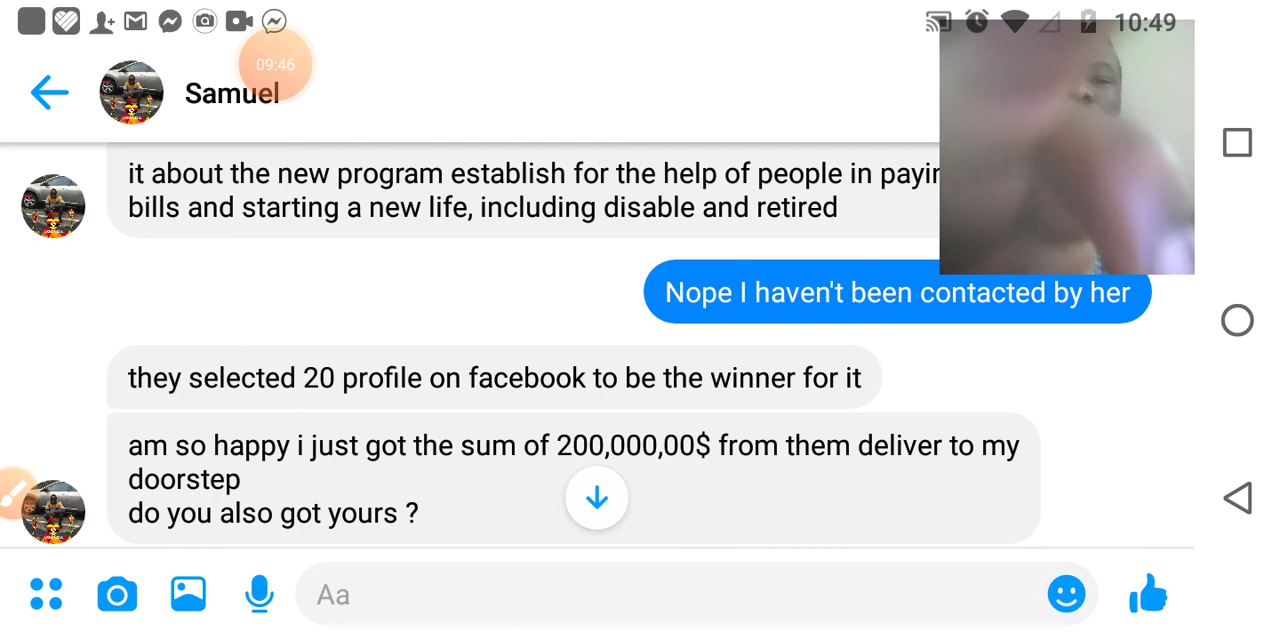 10:49
09:46
Samuel
it about the new program establish for the help of people in
bills and starting a new life, including disable and retired
Nope I haven't been contacted by her
they selected 20 profile on facebook to be the winner for it
am so happy i just got the sum of 200,000,00$ from them deliver to my
doorstep
do you also got yours ?
Aa